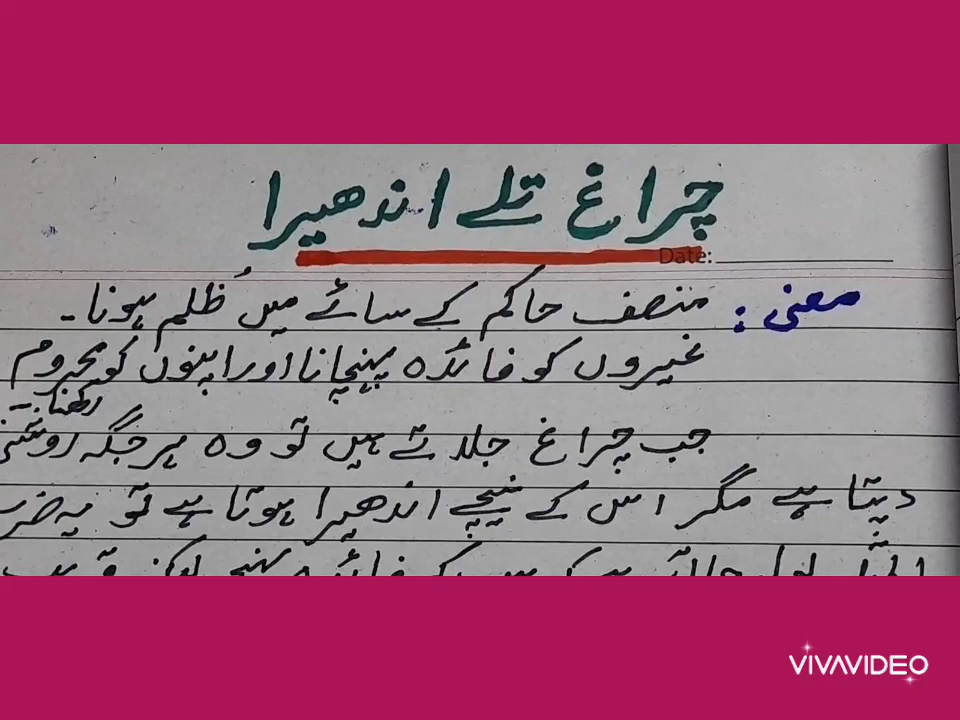 چراغ تلے اندھیرا
Date:
معنی: منصف حاکم کے سائے میں ظُلم ہونا۔
غیروں کو فائدہ پہنچانا اور اپنوں کو محروم
رکھنا۔
جب چراغ جلاتے ہیں تو وہ ہر جگہ روشنی
دیتا ہے مگر اس کے نیچے اندھیرا ہوتا ہے تو یہ ضرب
VIVAVIDEO